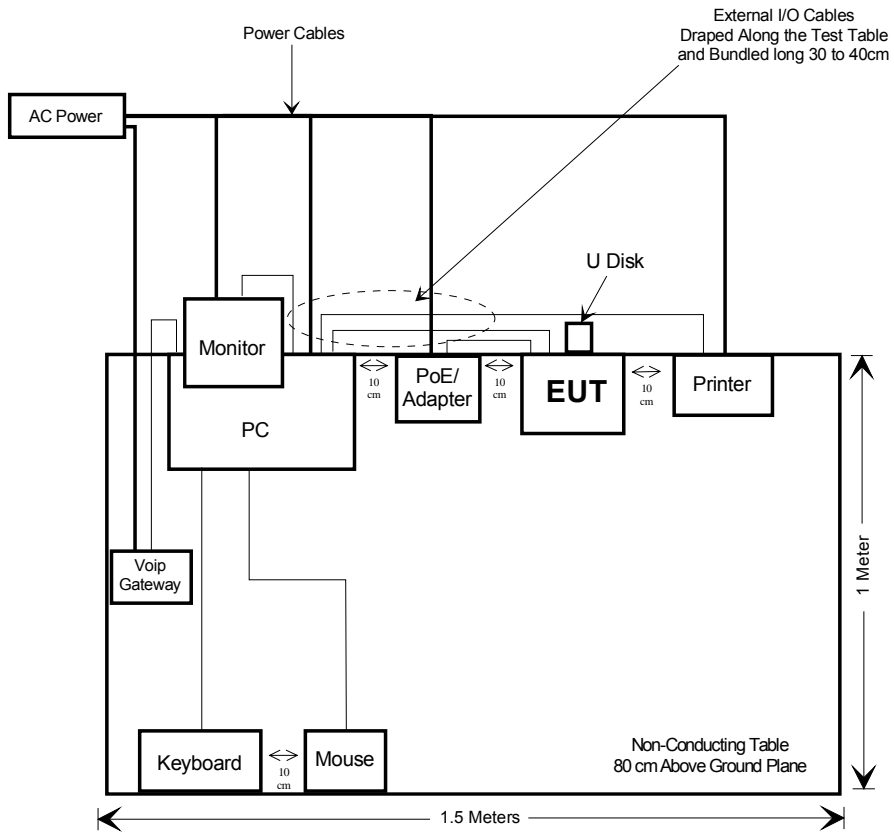 External I/O Cables
Draped Along the Test Table
and Bundled long 30 to 40cm
Power Cables
AC Power
U Disk
Monitor
PC
10
cm
PoE/
Adapter
10
cm
EUT
10
cm
Printer
Voip
Gateway
1 Meter
Keyboard
10
cm
Mouse
Non-Conducting Table
80 cm Above Ground Plane
1.5 Meters